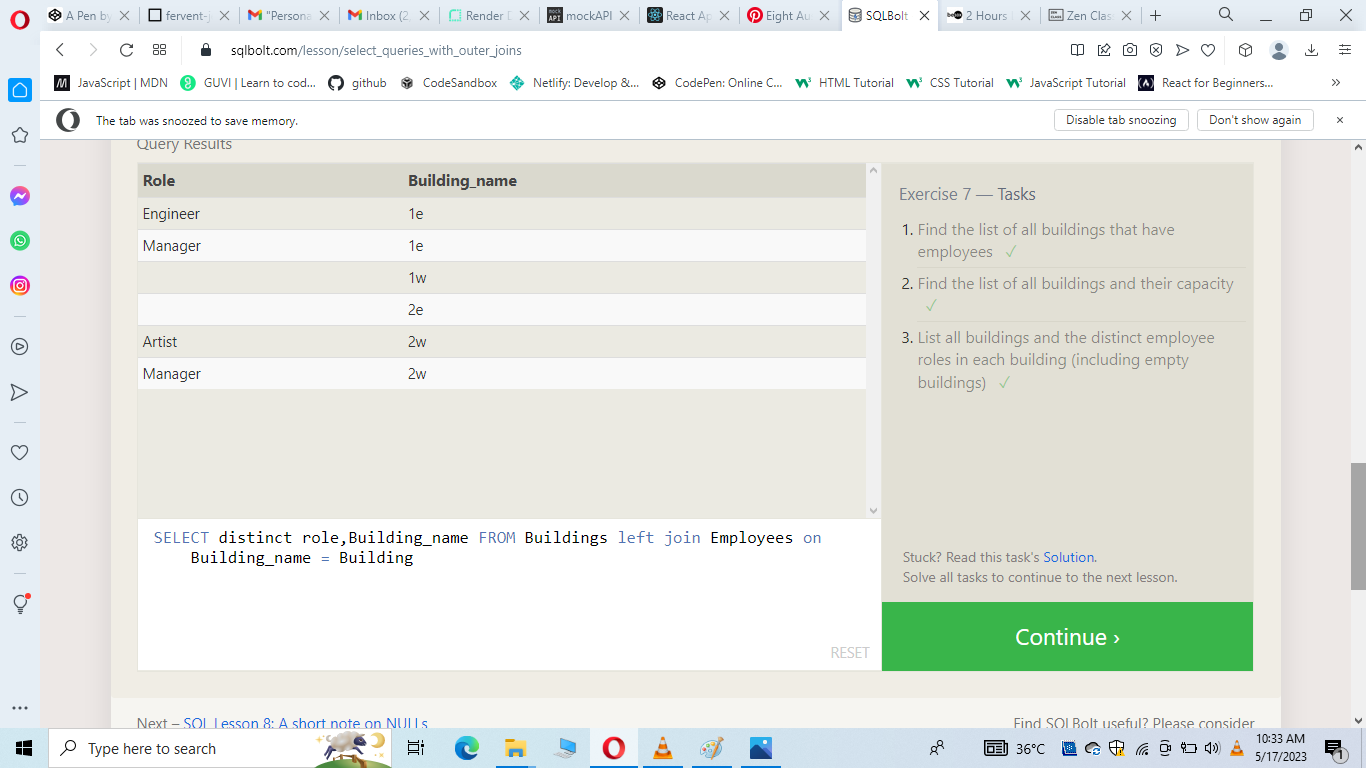 A Pen by
fervent-j
"Persona
Inbox (2
Render D
mockAPI
React Ap
Eight Au
SQLBolt
2 Hours
Zen Clas
sqlbolt.com/lesson/select_queries_with_outer_joins
JavaScript | MDN
GUVI | Learn to cod...
github
CodeSandbox
Netlify: Develop &...
CodePen: Online C...
HTML Tutorial
CSS Tutorial
JavaScript Tutorial
React for Beginners...
The tab was snoozed to save memory.
Disable tab snoozing
Don't show again
Query Results
Role Building_name
Engineer 1e
Manager 1e
1w
2e
Artist 2w
Manager 2w
SELECT distinct role,Building_name FROM Buildings left join Employees on
Building_name = Building
RESET
Exercise 7 — Tasks
1. Find the list of all buildings that have
employees ✓
2. Find the list of all buildings and their capacity
✓
3. List all buildings and the distinct employee
roles in each building (including empty
buildings) ✓
Stuck? Read this task's Solution.
Solve all tasks to continue to the next lesson.
Continue ›
Next – SQL Lesson 8: A short note on NULLs
Find SQLBolt useful? Please consider
Type here to search
36°C
10:33 AM
5/17/2023
1